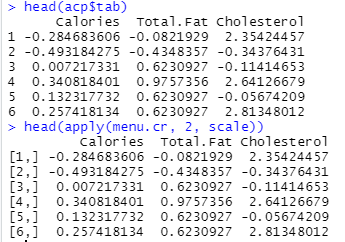 > head(acp$tab)
      Calories  Total.Fat Cholesterol
1 -0.284683606 -0.0821929  2.35424457
2 -0.493184275 -0.4348357 -0.34376431
3  0.007217331  0.6230927 -0.11414653
4  0.340818401  0.9757356  2.64126679
5  0.132317732  0.6230927 -0.05674209
6  0.257418134  0.6230927  2.81348012
> head(apply(menu.cr, 2, scale))
         Calories  Total.Fat Cholesterol
[1,] -0.284683606 -0.0821929  2.35424457
[2,] -0.493184275 -0.4348357 -0.34376431
[3,]  0.007217331  0.6230927 -0.11414653
[4,]  0.340818401  0.9757356  2.64126679
[5,]  0.132317732  0.6230927 -0.05674209
[6,]  0.257418134  0.6230927  2.81348012